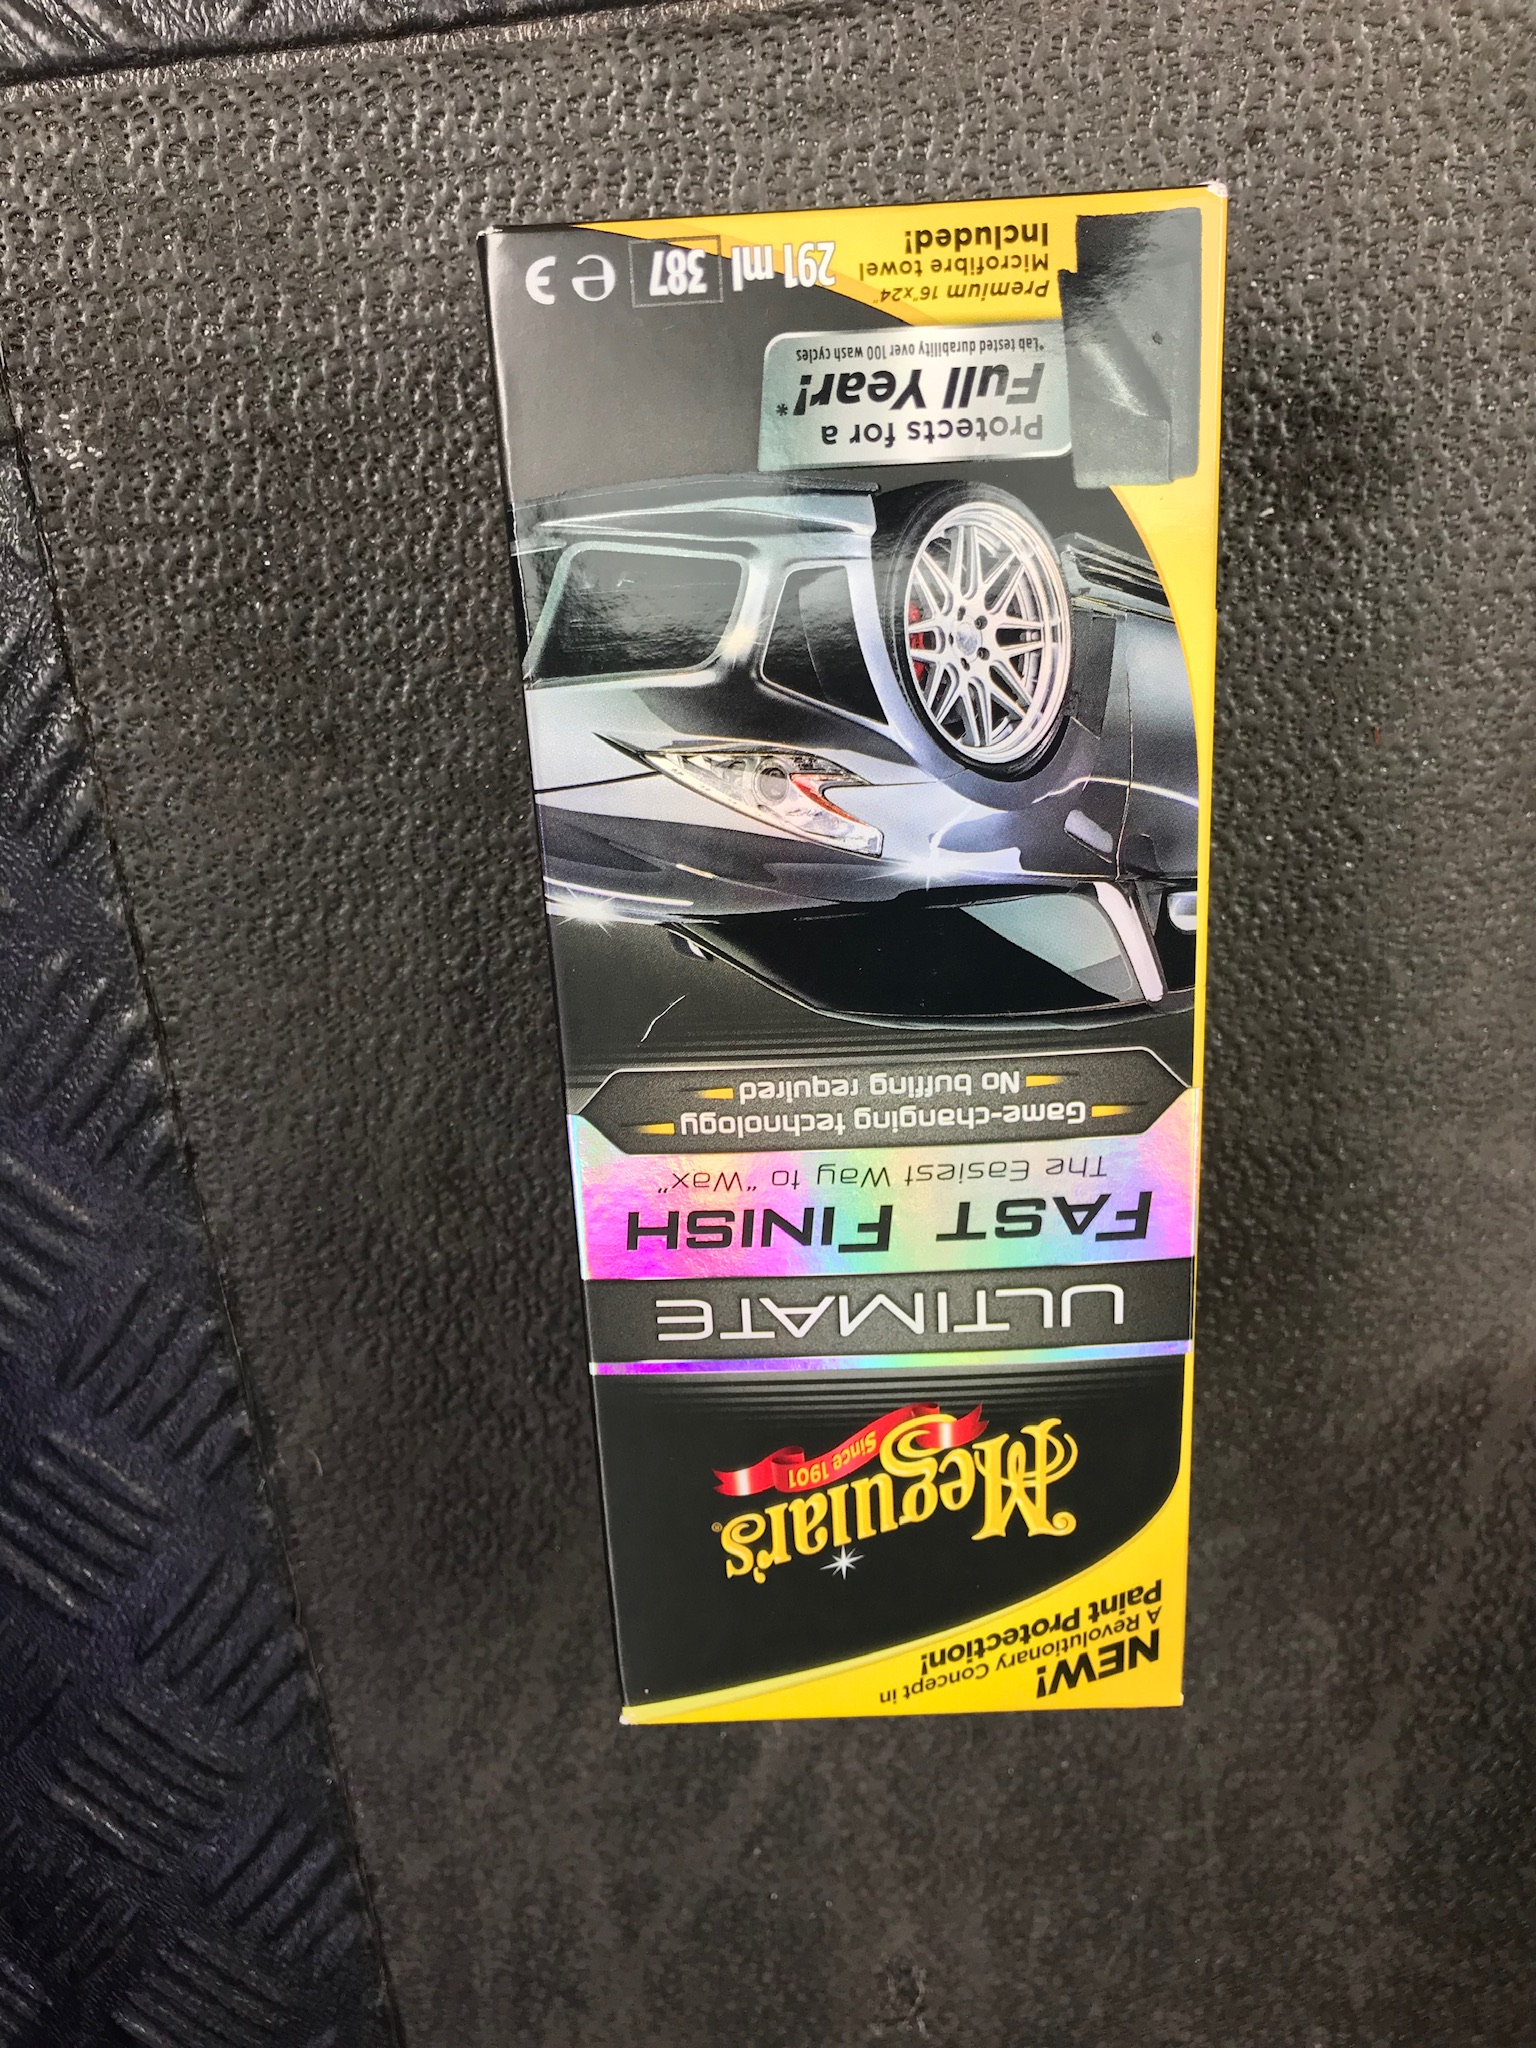 NEW!
A Revolutionary Concept in
Paint Protection!
Meguiar's®
Since 1901
ULTIMATE
FAST FINISH
The Easiest Way to "Wax"
Game-changing technology
No buffing required
Protects for a
Full Year!*
*Lab tested durability over 100 wash cycles
Premium 16"x24"
Microfibre towel
Included!
291 ml 387 e 3